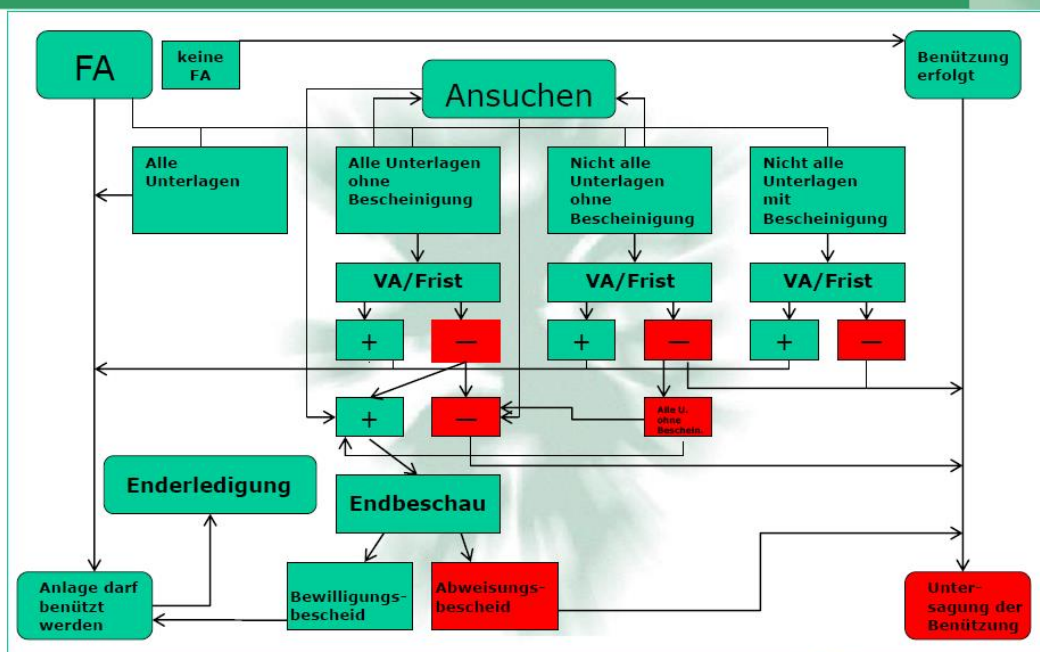 FA
keine
FA
Benützung
erfolgt
Ansuchen
Alle
Unterlagen
Alle Unterlagen
ohne
Bescheinigung
Nicht alle
Unterlagen
ohne
Bescheinigung
Nicht alle
Unterlagen
mit
Bescheinigung
VA/Frist
VA/Frist
VA/Frist
+
—
+
—
+
—
+
—
Alle U.
ohne
Beschein.
Enderledigung
Endbeschau
Anlage darf
benützt
werden
Bewilligungs-
bescheid
Abweisungs-
bescheid
Unter-
sagung der
Benützung